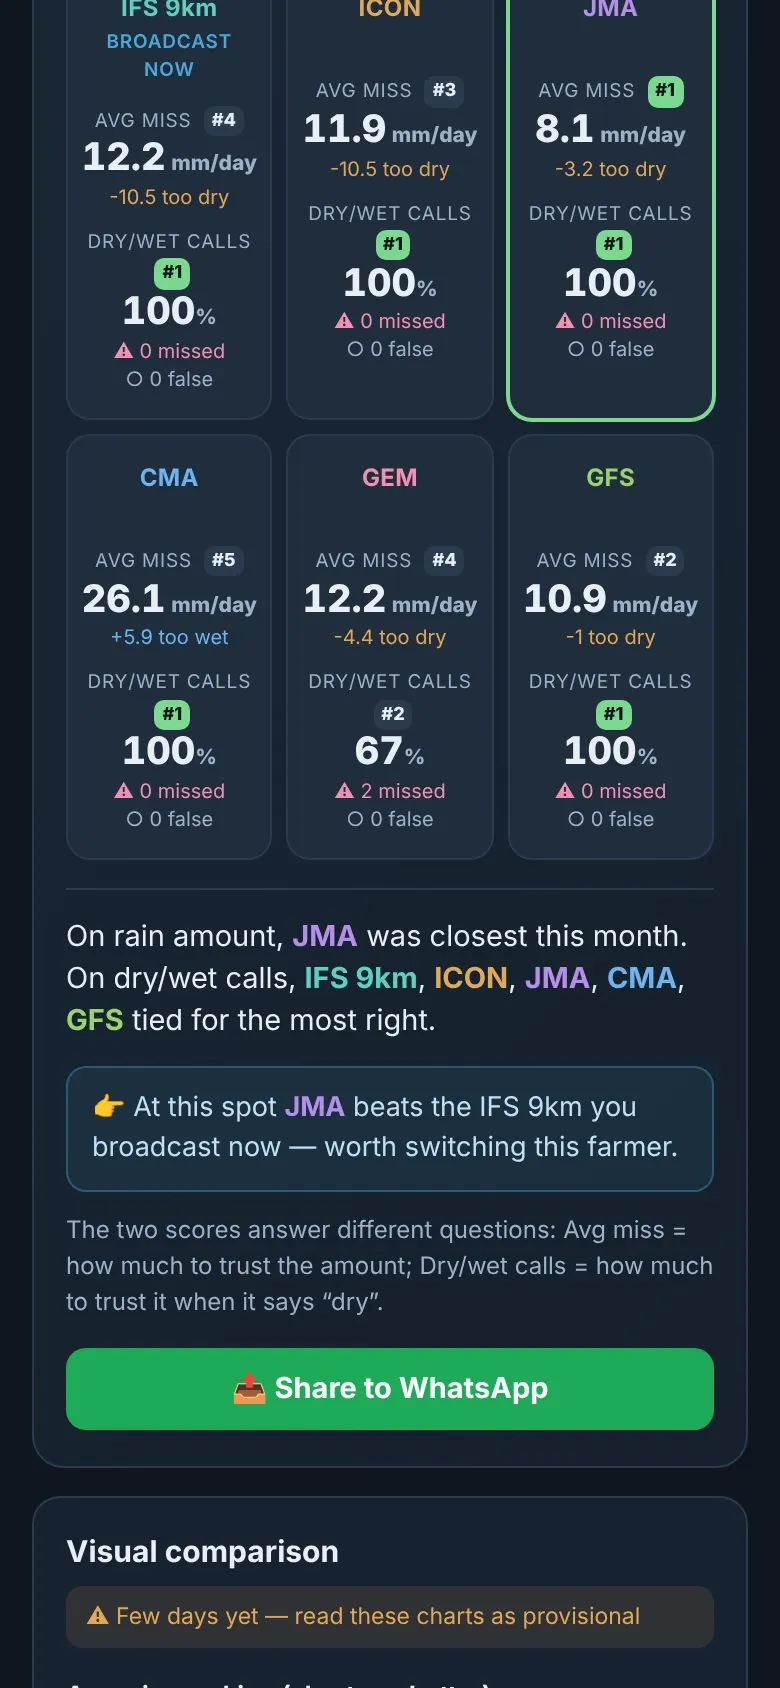 IFS 9km
BROADCAST
NOW
AVG MISS #4
12.2 mm/day
-10.5 too dry
DRY/WET CALLS
#1
100%
⚠ 0 missed
○ 0 false
ICON
AVG MISS #3
11.9 mm/day
-10.5 too dry
DRY/WET CALLS
#1
100%
⚠ 0 missed
○ 0 false
JMA
AVG MISS #1
8.1 mm/day
-3.2 too dry
DRY/WET CALLS
#1
100%
⚠ 0 missed
○ 0 false
CMA
AVG MISS #5
26.1 mm/day
+5.9 too wet
DRY/WET CALLS
#1
100%
⚠ 0 missed
○ 0 false
GEM
AVG MISS #4
12.2 mm/day
-4.4 too dry
DRY/WET CALLS
#2
67%
⚠ 2 missed
○ 0 false
GFS
AVG MISS #2
10.9 mm/day
-1 too dry
DRY/WET CALLS
#1
100%
⚠ 0 missed
○ 0 false
On rain amount, JMA was closest this month.
On dry/wet calls, IFS 9km, ICON, JMA, CMA,
GFS tied for the most right.
👉 At this spot JMA beats the IFS 9km you
broadcast now — worth switching this farmer.
The two scores answer different questions: Avg miss =
how much to trust the amount; Dry/wet calls = how much
to trust it when it says “dry”.
📤 Share to WhatsApp
Visual comparison
⚠ Few days yet — read these charts as provisional